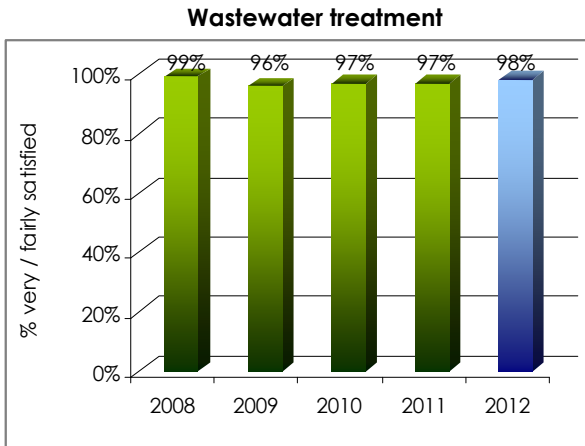 Wastewater treatment
99% 96% 97% 97% 98%
% very / fairly satisfied
100%
80%
60%
40%
20%
0%
2008 2009 2010 2011 2012